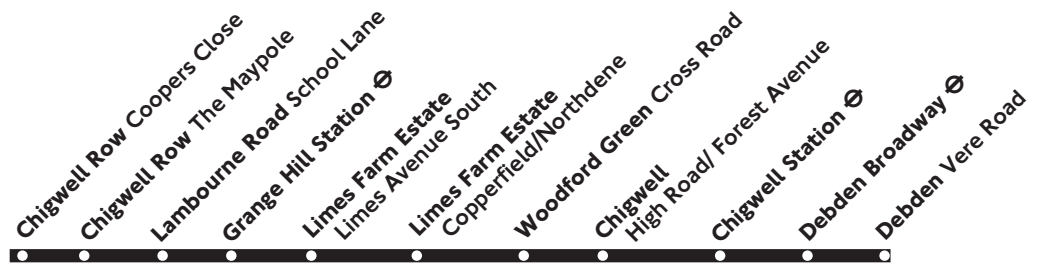 Chigwell Row Coopers Close
Chigwell Row The Maypole
Lambourne Road School Lane
Grange Hill Station
Limes Farm Estate
Limes Avenue South
Limes Farm Estate
Copperfield/Northdene
Woodford Green Cross Road
Chigwell
High Road/ Forest Avenue
Chigwell Station
Debden Broadway
Debden Vere Road